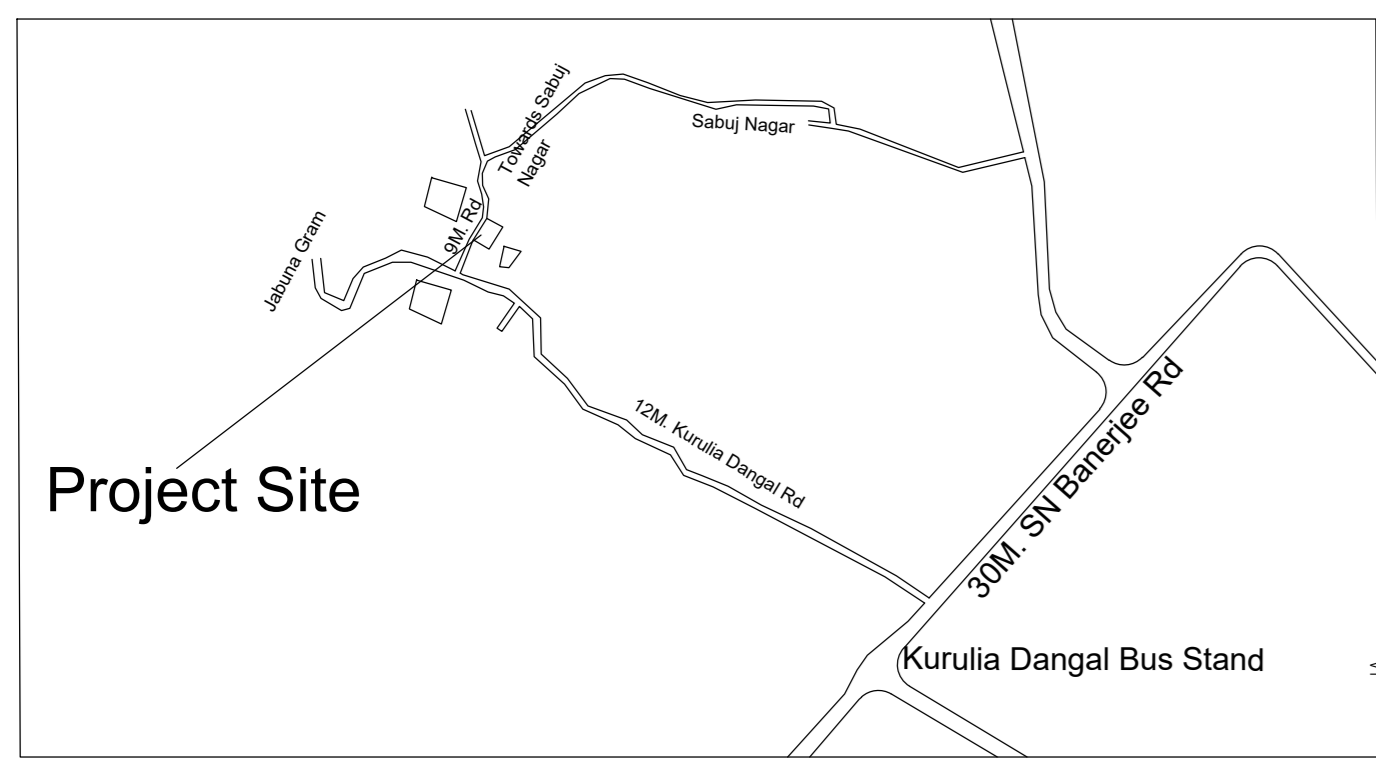 Towards Sabuj
Nagar
Sabuj Nagar
9M. Rd
Jabuna Gram
12M. Kurulia Dangal Rd
30M. SN Banerjee Rd
Project Site
Kurulia Dangal Bus Stand